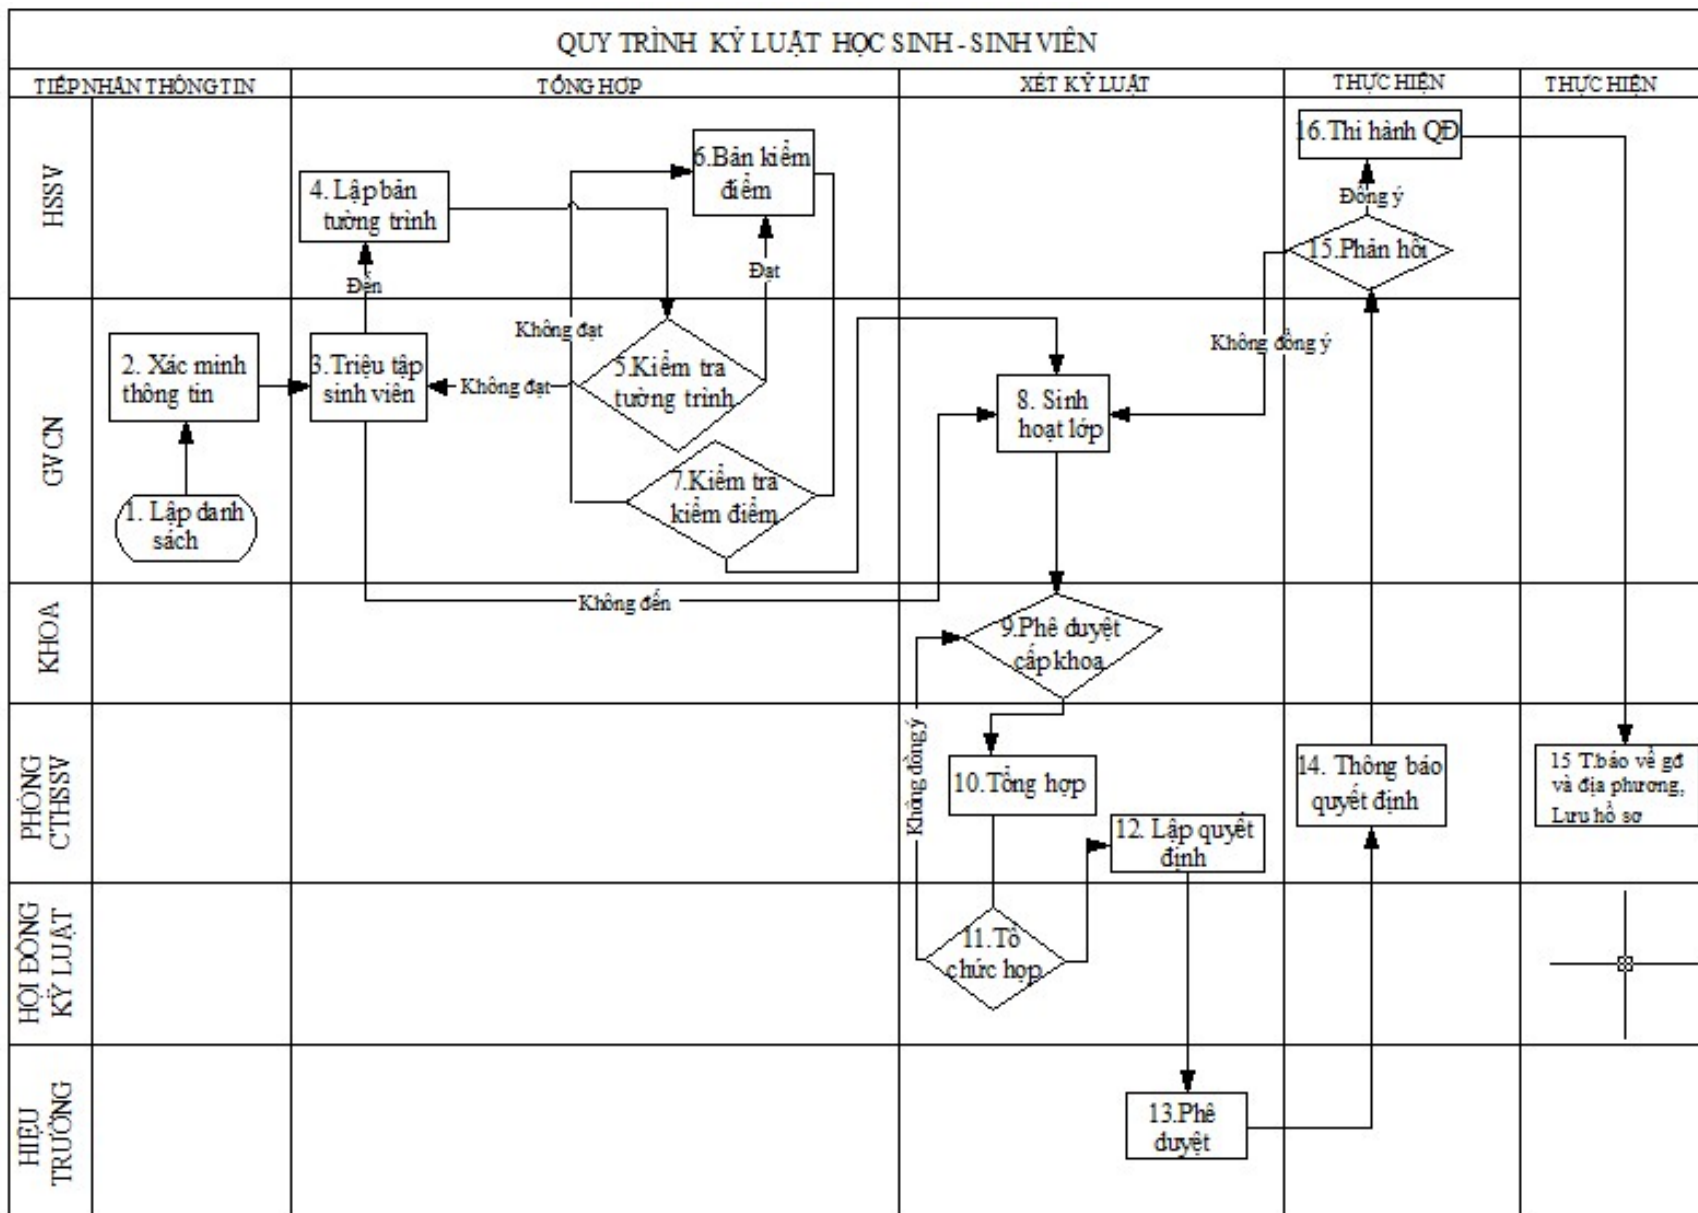 QUY TRÌNH KỶ LUẬT HỌC SINH - SINH VIÊN
TIẾP NHẬN THÔNG TIN
TỔNG HỢP
XÉT KỶ LUẬT
THỰC HIỆN
THỰC HIỆN
HSSV
4. Lập bản
tường trình
6.Bản kiểm
điểm
16.Thi hành QĐ
Đồng ý
15.Phản hồi
Đến
Đạt
GVCN
2. Xác minh
thông tin
3.Triệu tập
sinh viên
Không đạt
Không đạt
5.Kiểm tra
tường trình
8. Sinh
hoạt lớp
Không đồng ý
1. Lập danh
sách
7.Kiểm tra
kiểm điểm
KHOA
Không đến
9.Phê duyệt
cấp khoa
PHÒNG
CTHSSV
Không đồng ý
10.Tổng hợp
12. Lập quyết
định
14. Thông báo
quyết định
15 T.báo về gđ
và địa phương,
Lưu hồ sơ
HỘI ĐỒNG
KỶ LUẬT
11.Tổ
chức họp
HIỆU
TRƯỞNG
13.Phê
duyệt